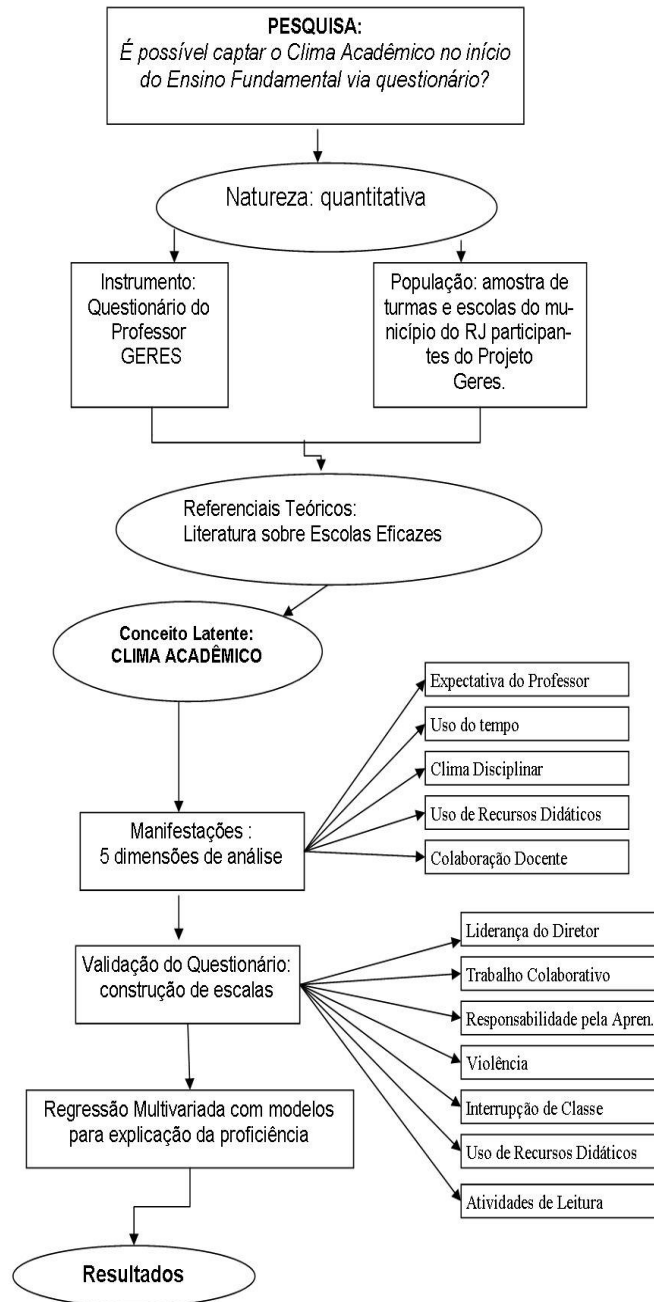 PESQUISA:
É possível captar o Clima Acadêmico no início
do Ensino Fundamental via questionário?
Natureza: quantitativa
Instrumento:
Questionário do
Professor
GERES
População: amostra de
turmas e escolas do mu-
nicípio do RJ participan-
tes do Projeto
Geres.
Referenciais Teóricos:
Literatura sobre Escolas Eficazes
Conceito Latente:
CLIMA ACADÊMICO
Manifestações :
5 dimensões de análise
Expectativa do Professor
Uso do tempo
Clima Disciplinar
Uso de Recursos Didáticos
Colaboração Docente
Validação do Questionário:
construção de escalas
Liderança do Diretor
Trabalho Colaborativo
Responsabilidade pela Apren.
Violência
Interrupção de Classe
Uso de Recursos Didáticos
Atividades de Leitura
Regressão Multivariada com modelos
para explicação da proficiência
Resultados